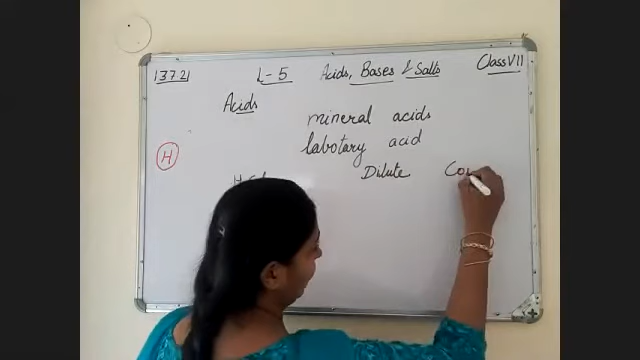 13.7.21 L-5 Acids, Bases & Salts Class VII
Acids
mineral acids
labotary acid
H
Dilute